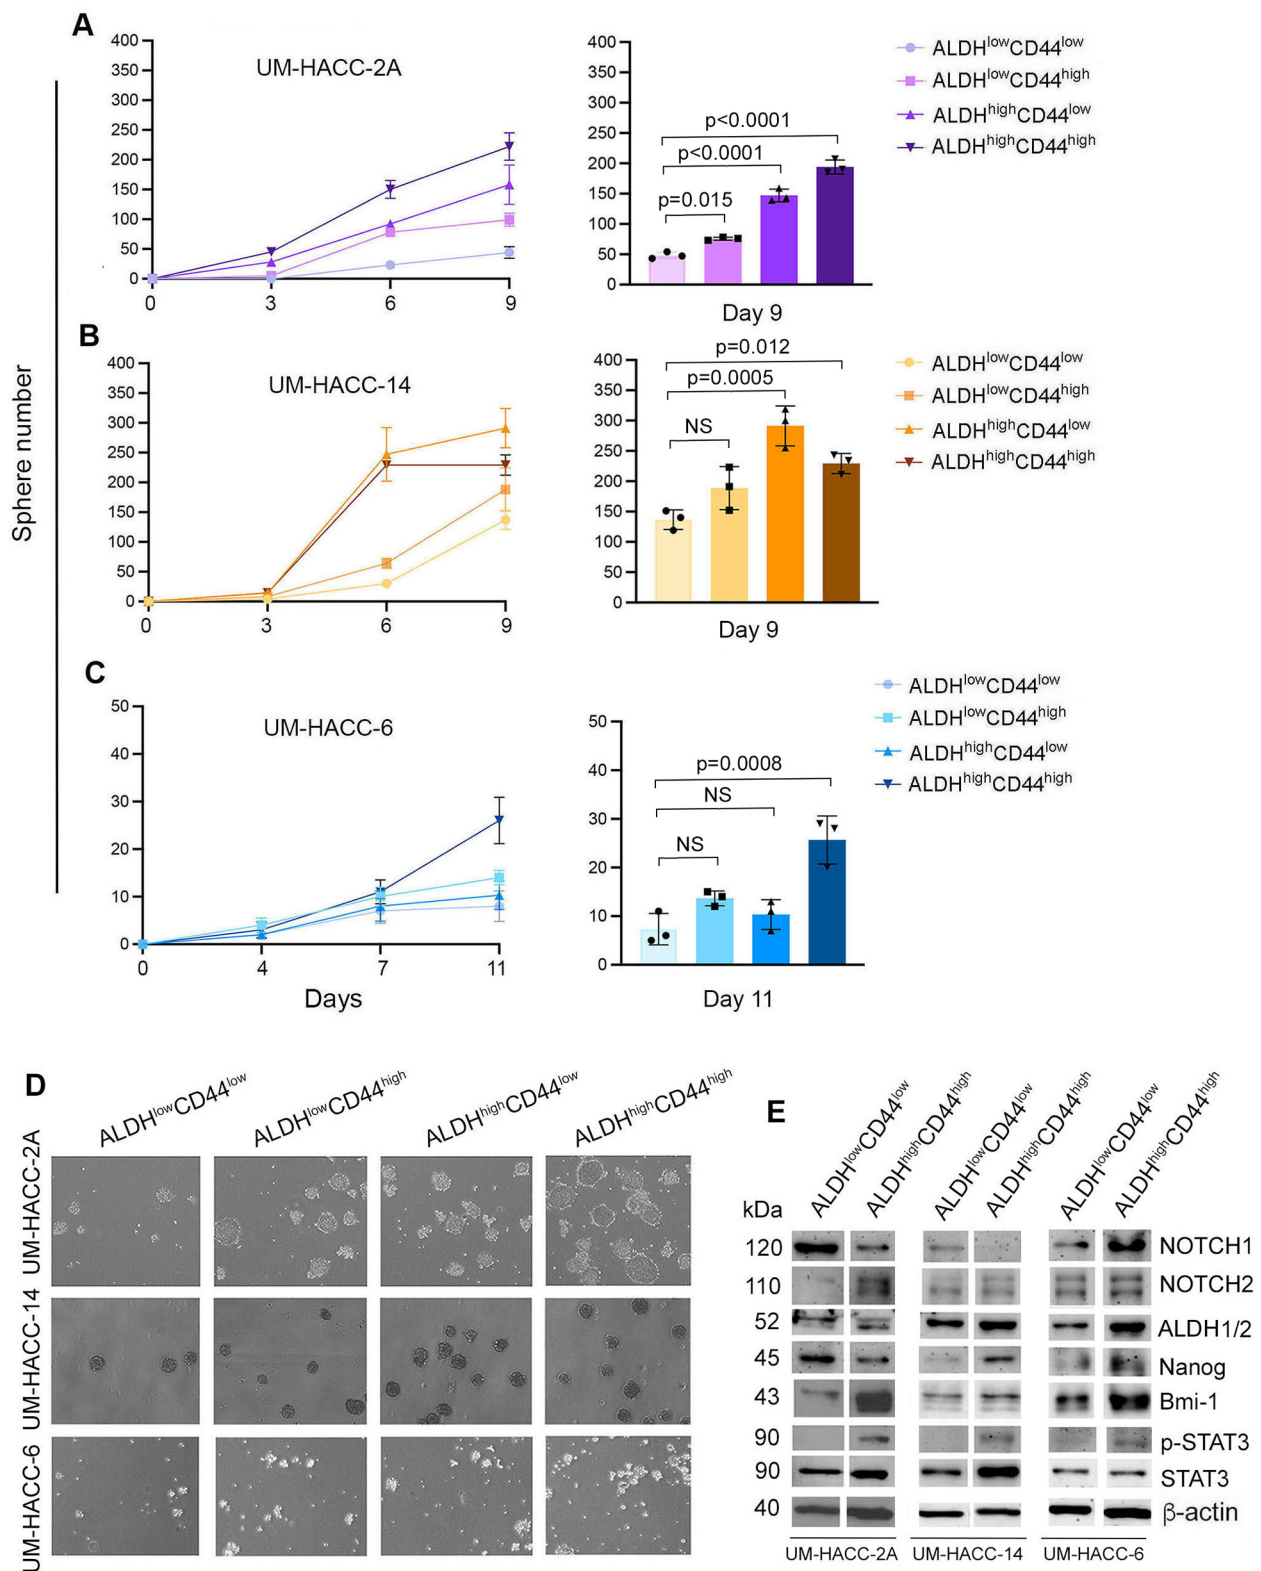 A
UM-HACC-2A
400
350
300
250
200
150
100
50
0
0 3 6 9
400
350
300
250
200
150
100
50
0
p<0.0001
p<0.0001
p=0.015
Day 9
ALDHlowCD44low
ALDHlowCD44high
ALDHhighCD44low
ALDHhighCD44high
Sphere number
B
UM-HACC-14
400
350
300
250
200
150
100
50
0
0 3 6 9
400
350
300
250
200
150
100
50
0
p=0.012
p=0.0005
NS
Day 9
ALDHlowCD44low
ALDHlowCD44high
ALDHhighCD44low
ALDHhighCD44high
C
UM-HACC-6
50
40
30
20
10
0
0 4 7 11
Days
50
40
30
20
10
0
p=0.0008
NS
NS
Day 11
ALDHlowCD44low
ALDHlowCD44high
ALDHhighCD44low
ALDHhighCD44high
D
ALDHlowCD44low
ALDHlowCD44high
ALDHhighCD44low
ALDHhighCD44high
UM-HACC-2A
UM-HACC-14
UM-HACC-6
E
ALDHlowCD44low
ALDHhighCD44high
ALDHlowCD44low
ALDHhighCD44high
ALDHlowCD44low
ALDHhighCD44high
kDa
120 NOTCH1
110 NOTCH2
52 ALDH1/2
45 Nanog
43 Bmi-1
90 p-STAT3
90 STAT3
40 β-actin
UM-HACC-2A UM-HACC-14 UM-HACC-6